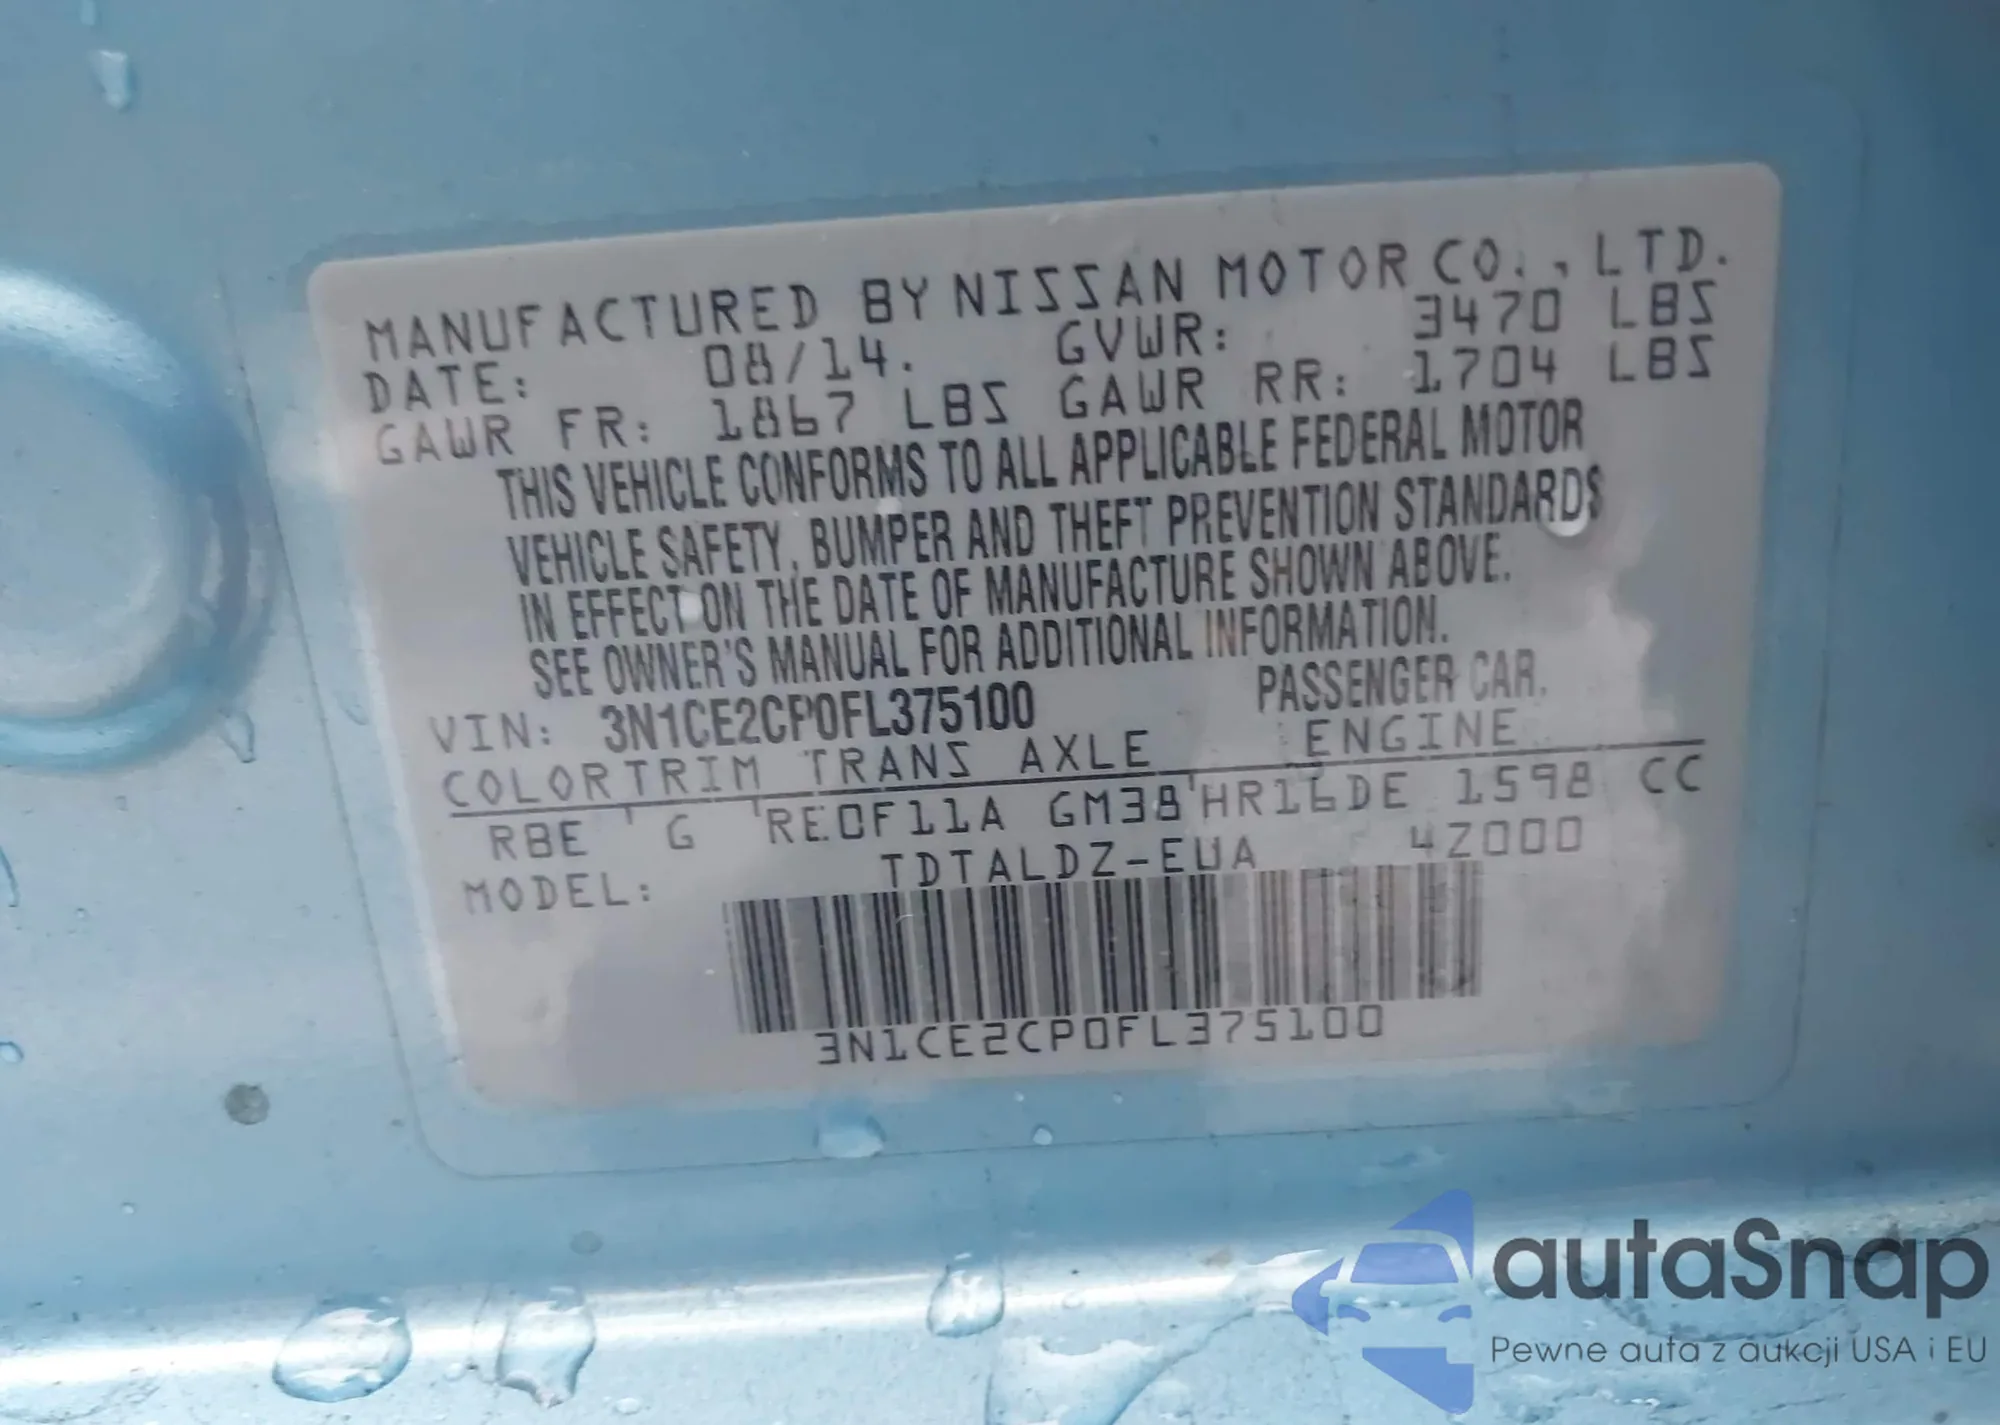 MANUFACTURED BY NISSAN MOTOR CO., LTD.
DATE: 08/14. GVWR: 3470 LBS
GAWR FR: 1867 LBS GAWR RR: 1704 LBS
THIS VEHICLE CONFORMS TO ALL APPLICABLE FEDERAL MOTOR
VEHICLE SAFETY, BUMPER AND THEFT PREVENTION STANDARDS
IN EFFECT ON THE DATE OF MANUFACTURE SHOWN ABOVE.
SEE OWNER'S MANUAL FOR ADDITIONAL INFORMATION.
VIN: 3N1CE2CP0FL375100 PASSENGER CAR.
COLOR TRIM TRANS AXLE ENGINE
RBE G RE0F11A GM38 HR16DE 1598 CC
MODEL: TDTALDZ-EUA 4Z000
3N1CE2CP0FL375100
autaSnap
Pewne auta z aukcji USA i EU